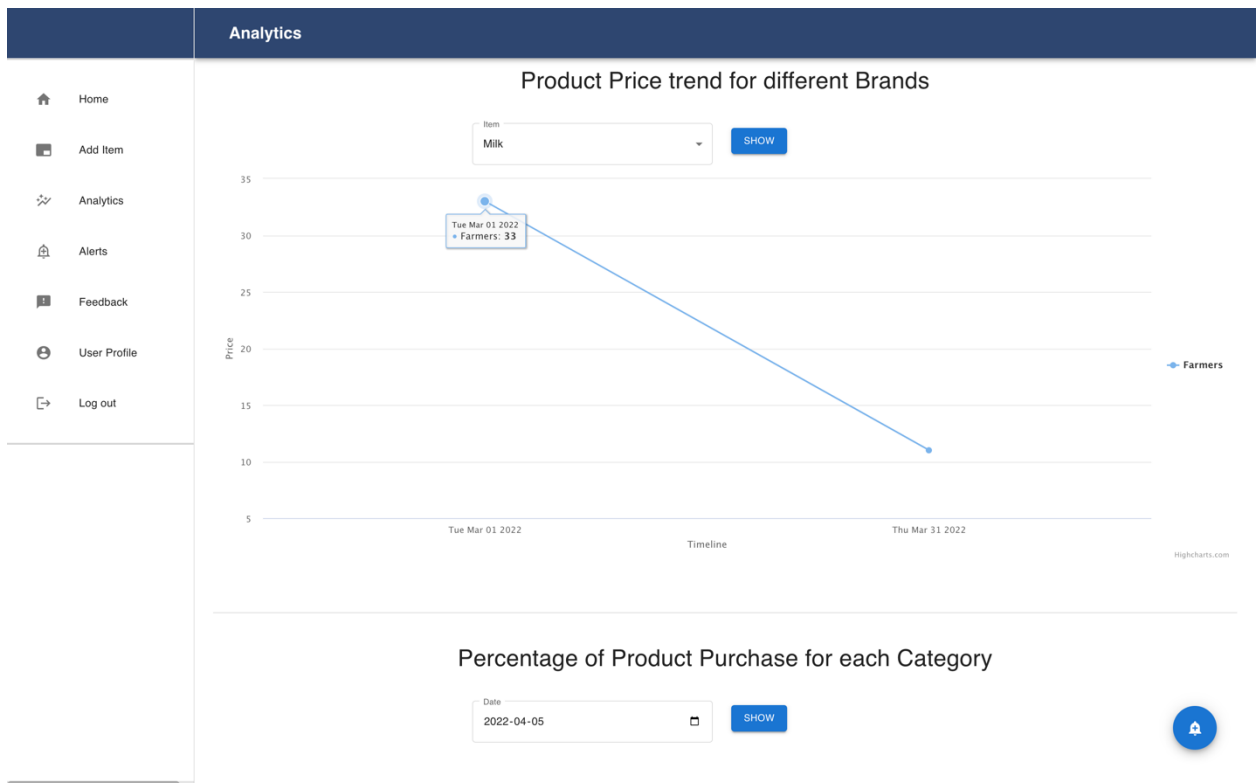 Analytics
Home
Add Item
Analytics
Alerts
Feedback
User Profile
Log out
Product Price trend for different Brands
Item
Milk
SHOW
35
30
25
20
15
10
5
Price
Tue Mar 01 2022
Farmers: 33
Farmers
Tue Mar 01 2022
Thu Mar 31 2022
Timeline
Highcharts.com
Percentage of Product Purchase for each Category
Date
2022-04-05
SHOW